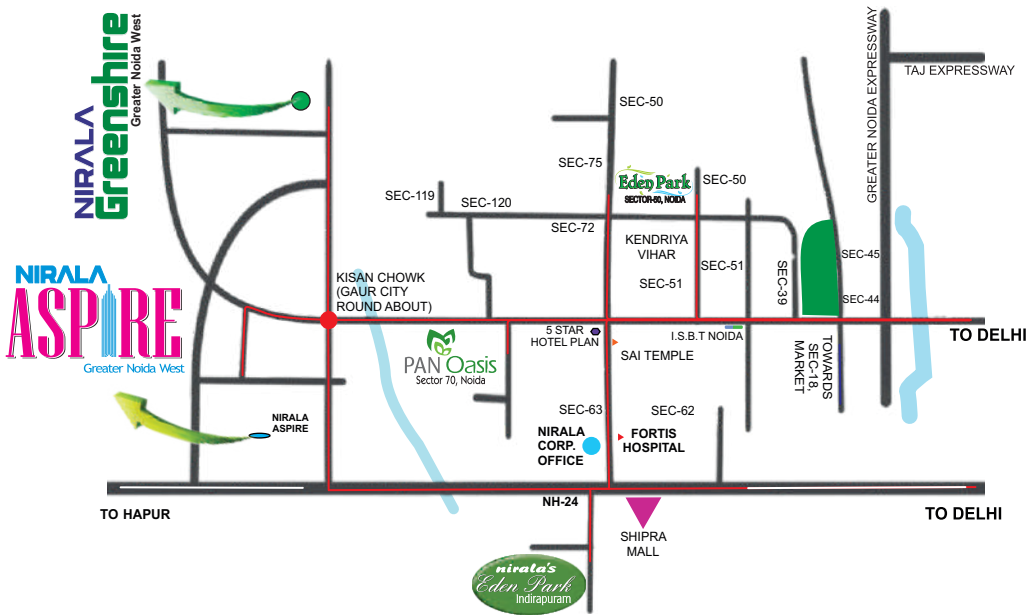 NIRALA
Greenshire
Greater Noida West
SEC-50
SEC-75
Eden Park
SECTOR-50, NOIDA
SEC-50
GREATER NOIDA EXPRESSWAY
TAJ EXPRESSWAY
SEC-119
SEC-120
SEC-72
KENDRIYA
VIHAR
SEC-51
SEC-51
SEC-39
SEC-45
SEC-44
NIRALA
ASPIRE
Greater Noida West
KISAN CHOWK
(GAUR CITY
ROUND ABOUT)
PAN Oasis
Sector 70, Noida
5 STAR
HOTEL PLAN
SAI TEMPLE
I.S.B.T NOIDA
TOWARDS
SEC-18,
MARKET
TO DELHI
NIRALA
ASPIRE
SEC-63
SEC-62
NIRALA
CORP.
OFFICE
FORTIS
HOSPITAL
TO HAPUR
NH-24
TO DELHI
SHIPRA
MALL
nirala's
Eden Park
Indirapuram